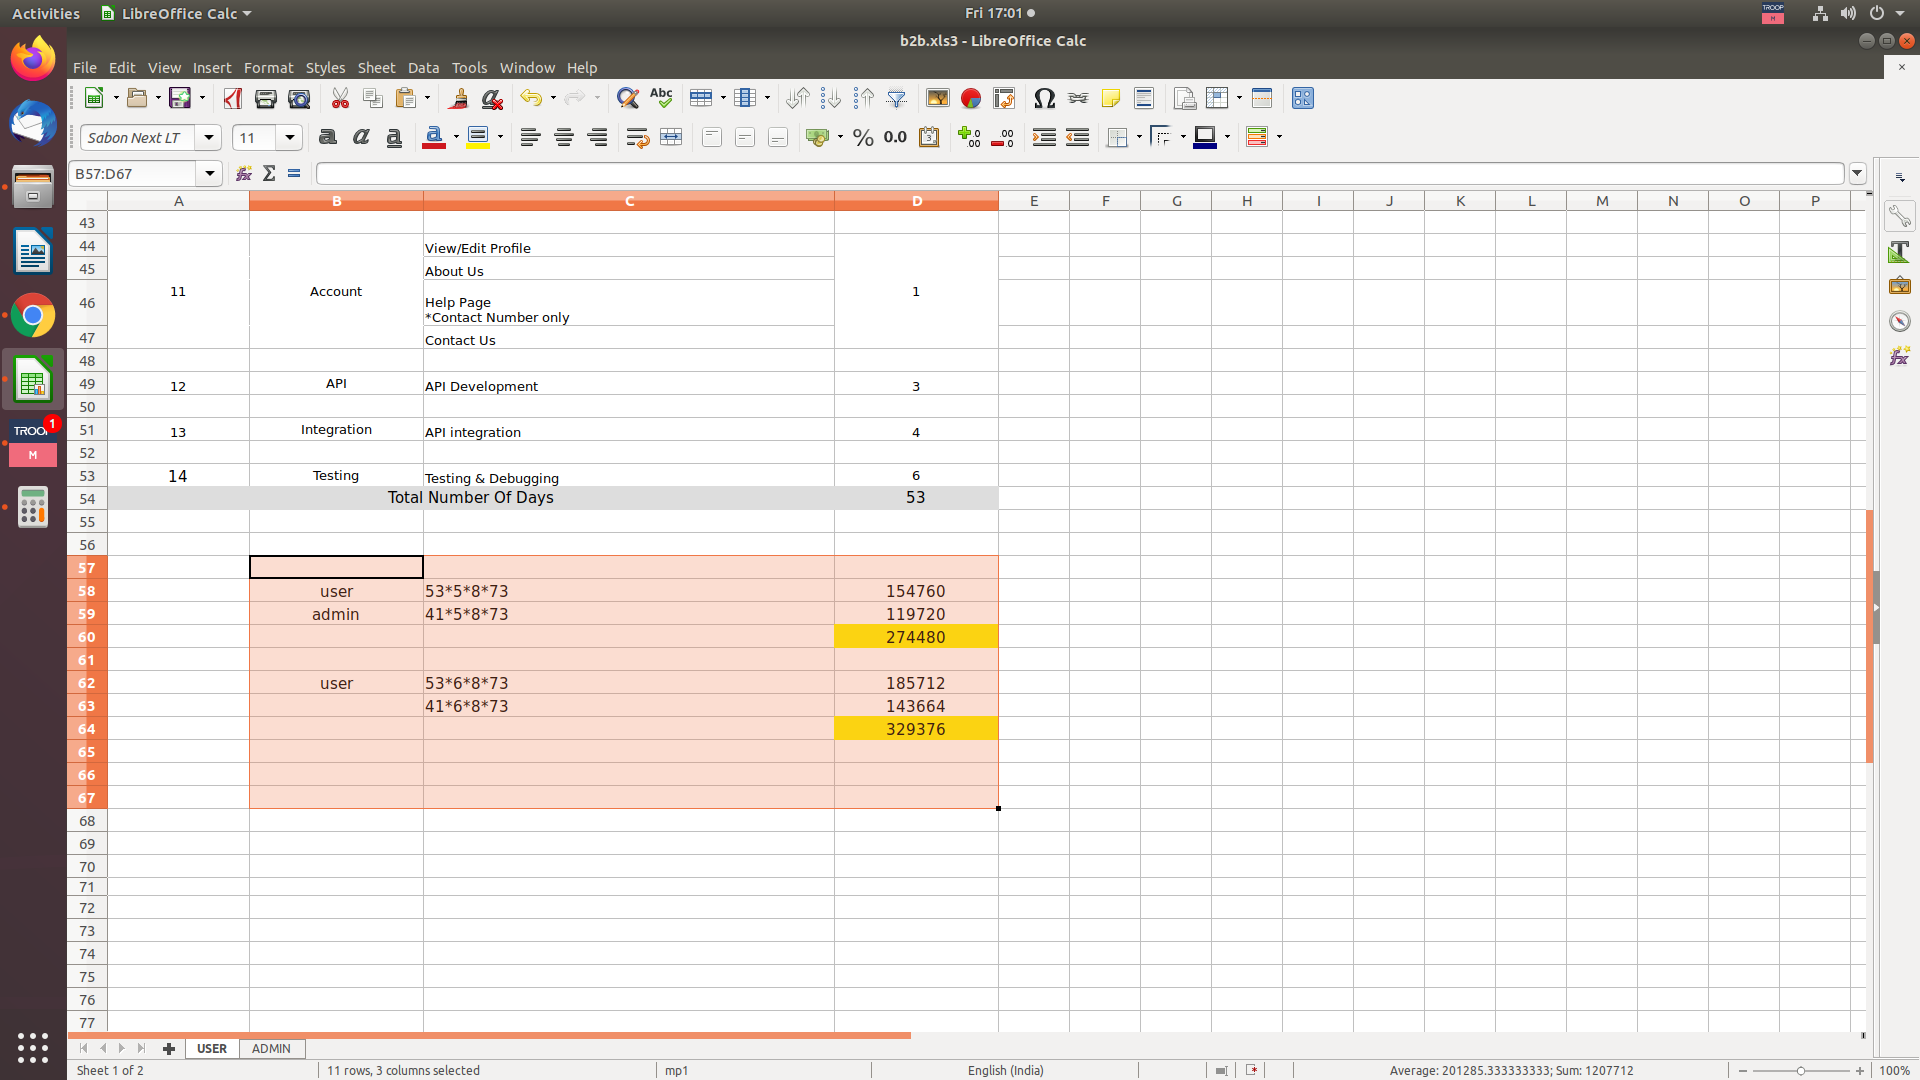 Activities
LibreOffice Calc
Fri 17:01
TROOP
M
b2b.xls3 - LibreOffice Calc
File Edit View Insert Format Styles Sheet Data Tools Window Help
Abc
Sabon Next LT
11
% 0.0
B57:D67
A B C D E F G H I J K L M N O P
43
44 View/Edit Profile
45 About Us
11 Account 1
46 Help Page
*Contact Number only
47 Contact Us
48
49 12 API API Development 3
50
51 13 Integration API integration 4
52
53 14 Testing Testing & Debugging 6
54 Total Number Of Days 53
55
56
57
58 user 53*5*8*73 154760
59 admin 41*5*8*73 119720
60 274480
61
62 user 53*6*8*73 185712
63 41*6*8*73 143664
64 329376
65
66
67
68
69
70
71
72
73
74
75
76
77
TROOP
1
M
USER ADMIN
Sheet 1 of 2
11 rows, 3 columns selected
mp1
English (India)
Average: 201285.333333333; Sum: 1207712
100%